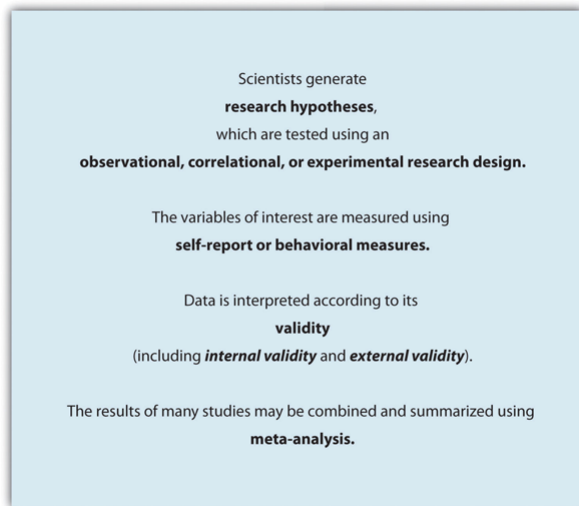 Scientists generate
research hypotheses,
which are tested using an
observational, correlational, or experimental research design.
The variables of interest are measured using
self-report or behavioral measures.
Data is interpreted according to its
validity
(including internal validity and external validity).
The results of many studies may be combined and summarized using
meta-analysis.